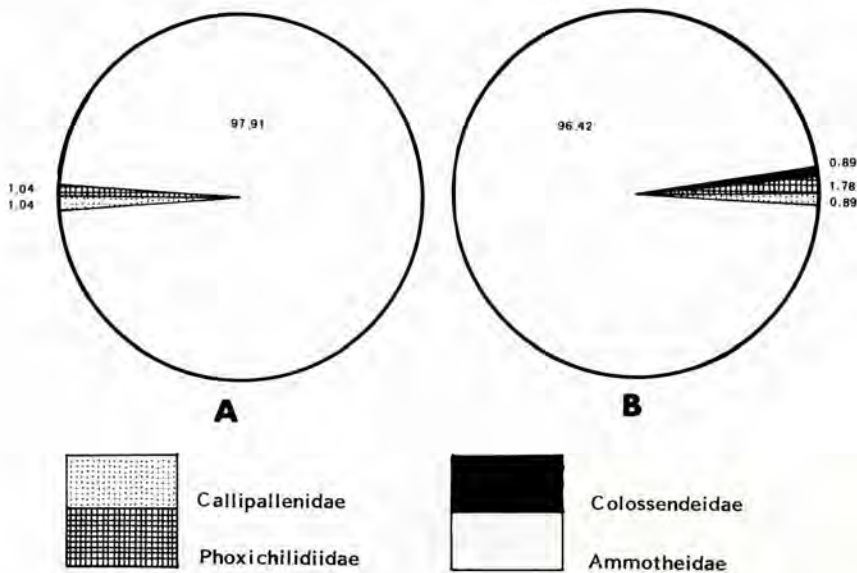 97,91
96,42
0,89
1,04
1,78
1,04
0,89
A
B
Callipallenidae
Colossendeidae
Phoxichilidiidae
Ammotheidae